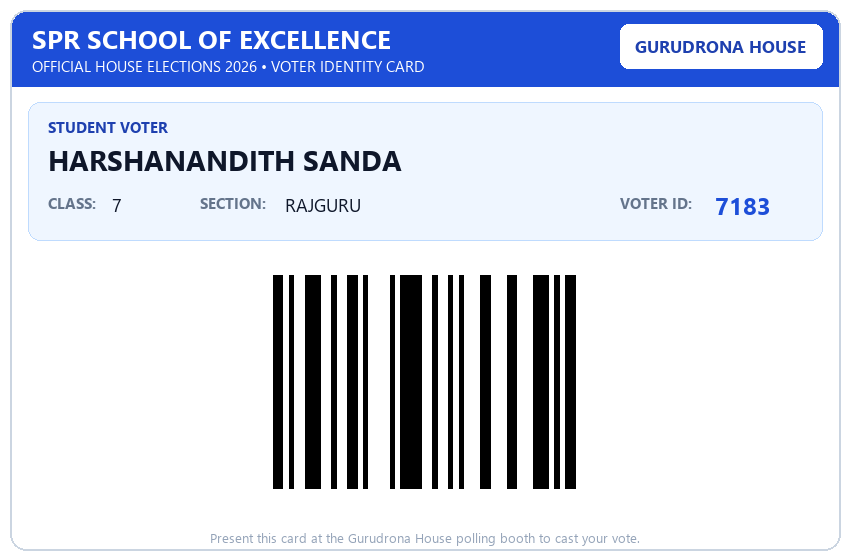 SPR SCHOOL OF EXCELLENCE
OFFICIAL HOUSE ELECTIONS 2026 • VOTER IDENTITY CARD
GURUDRONA HOUSE
STUDENT VOTER
HARSHANANDITH SANDA
CLASS: 7 SECTION: RAJGURU VOTER ID: 7183
Present this card at the Gurudrona House polling booth to cast your vote.